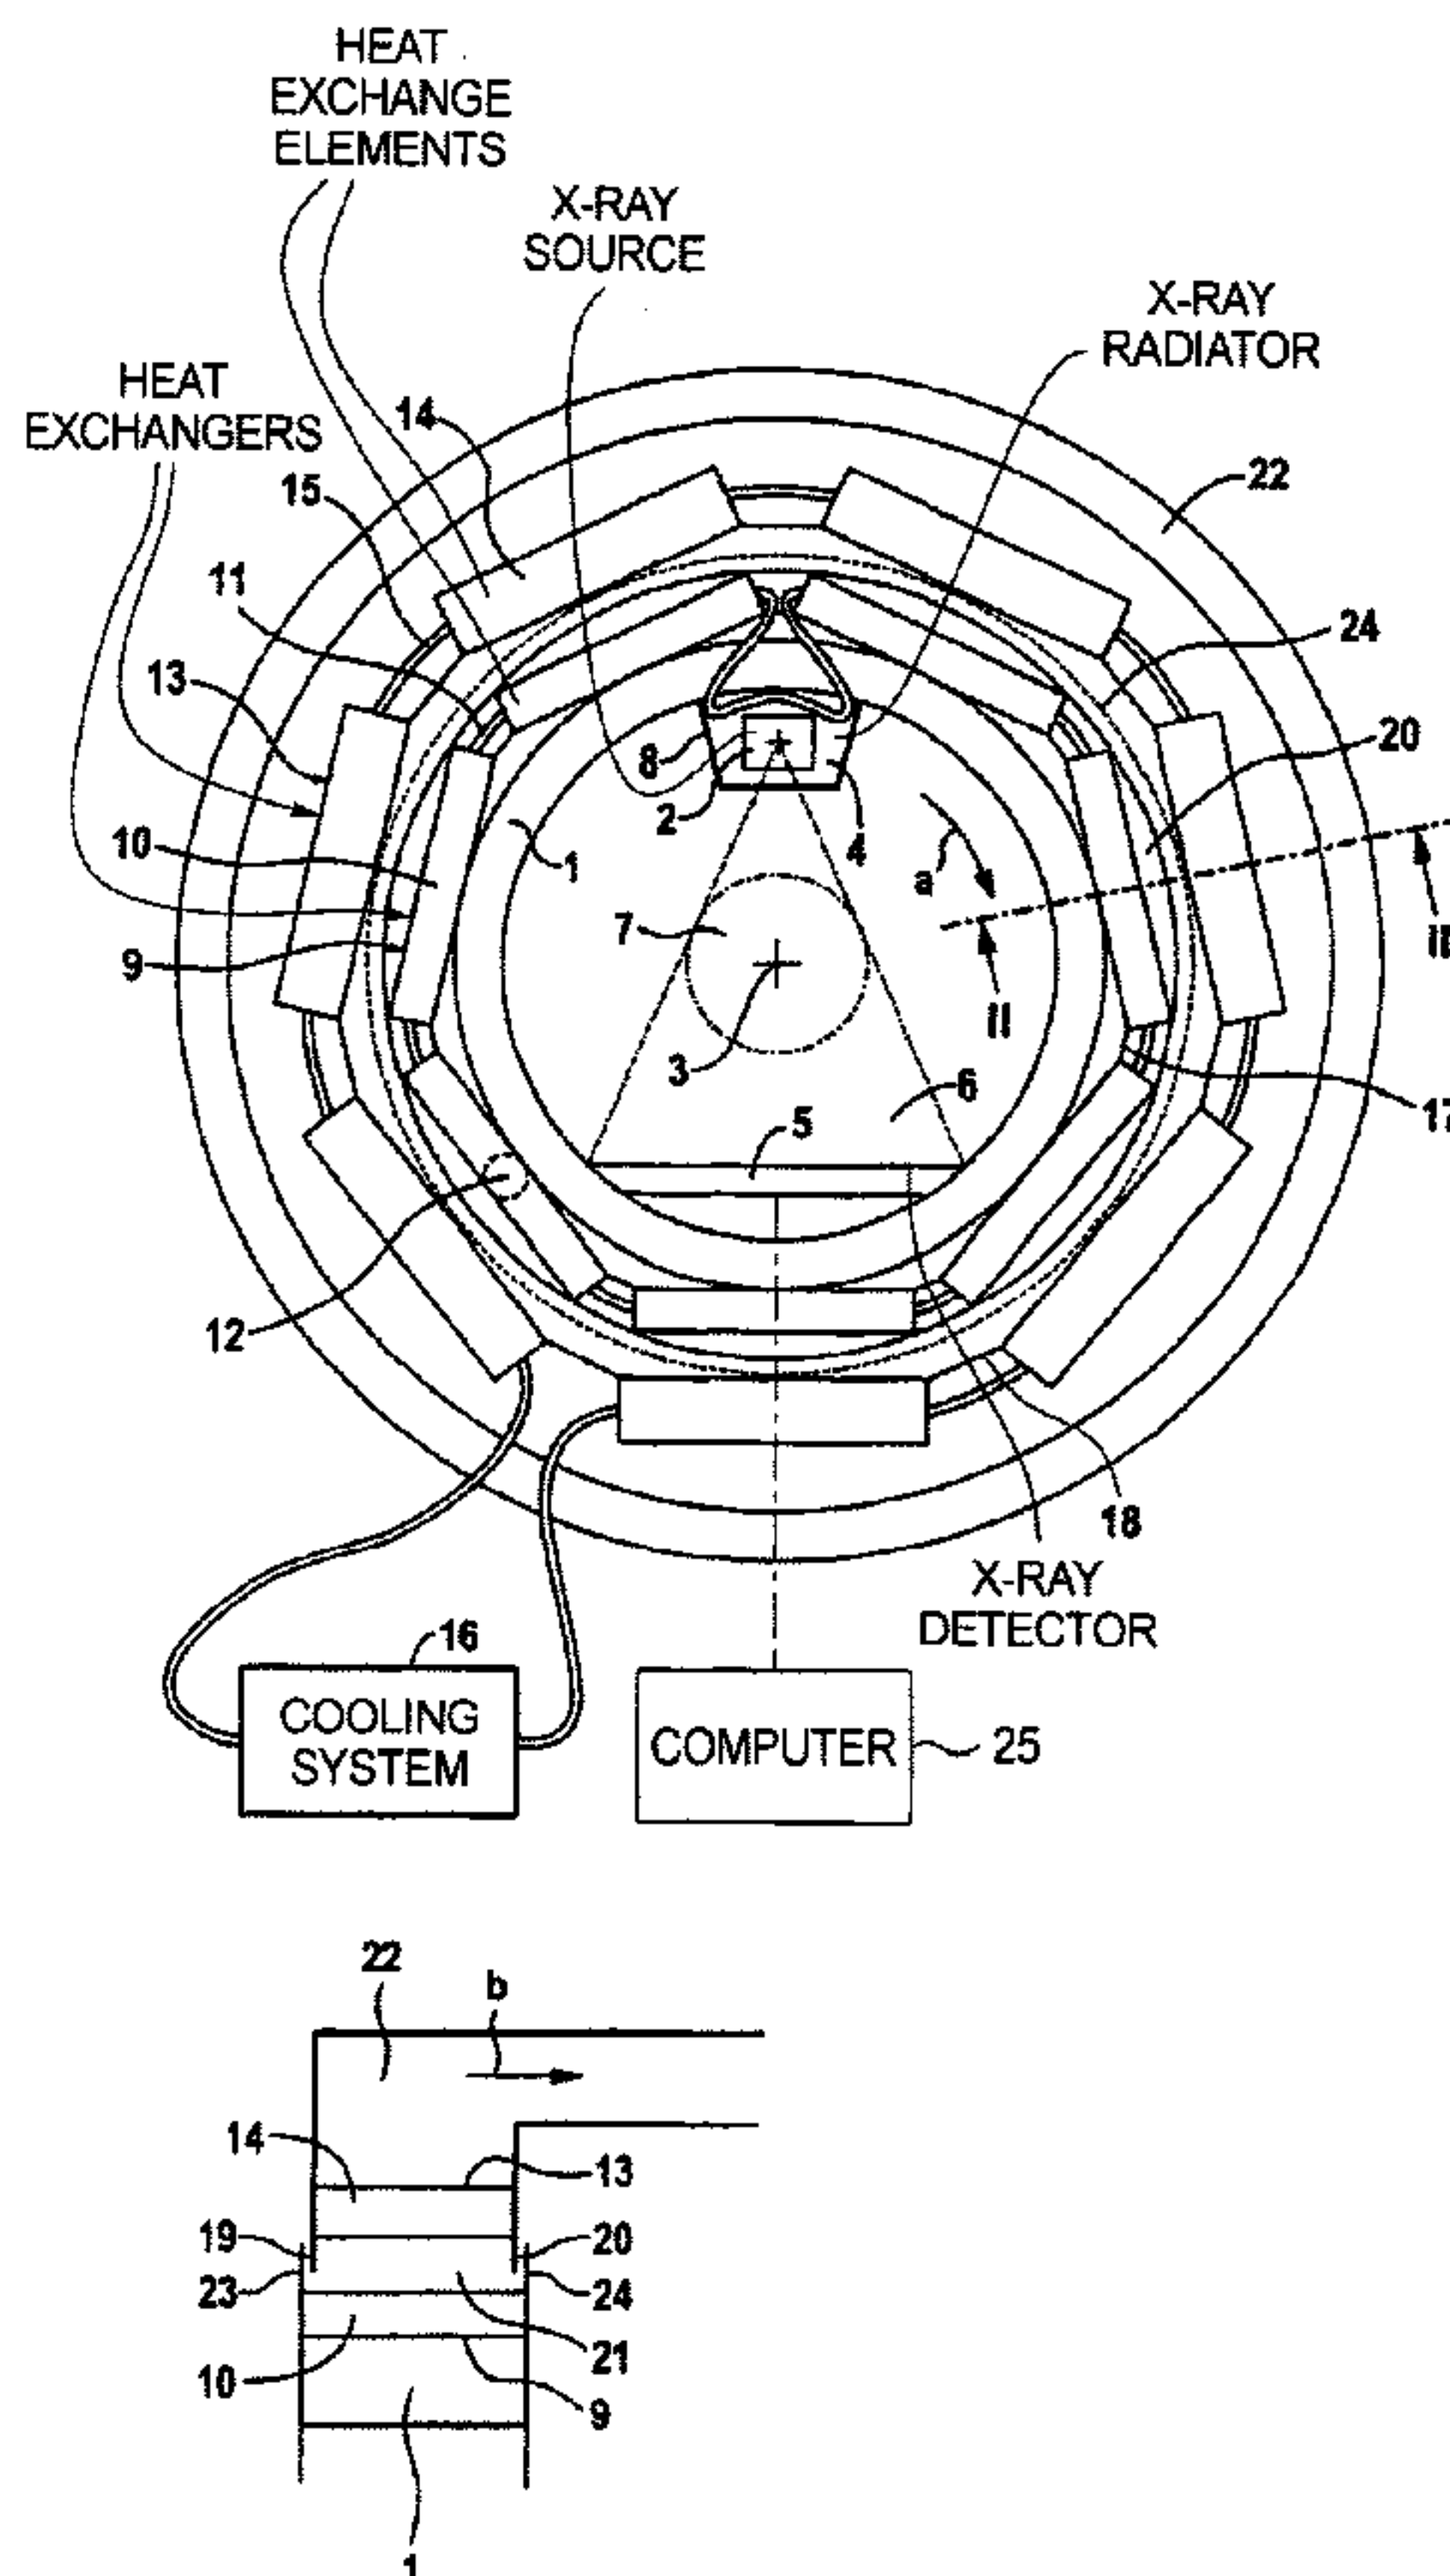 HEAT
EXCHANGE
ELEMENTS
X-RAY
SOURCE
X-RAY
RADIATOR
HEAT
EXCHANGERS
14
22
15
11
24
13
20
8
2
10
1
4
a
7
9
II
3
6
17
5
12
18
X-RAY
DETECTOR
16
COOLING
SYSTEM
COMPUTER
25
22
b
14
13
19
20
23
24
21
10
9
1